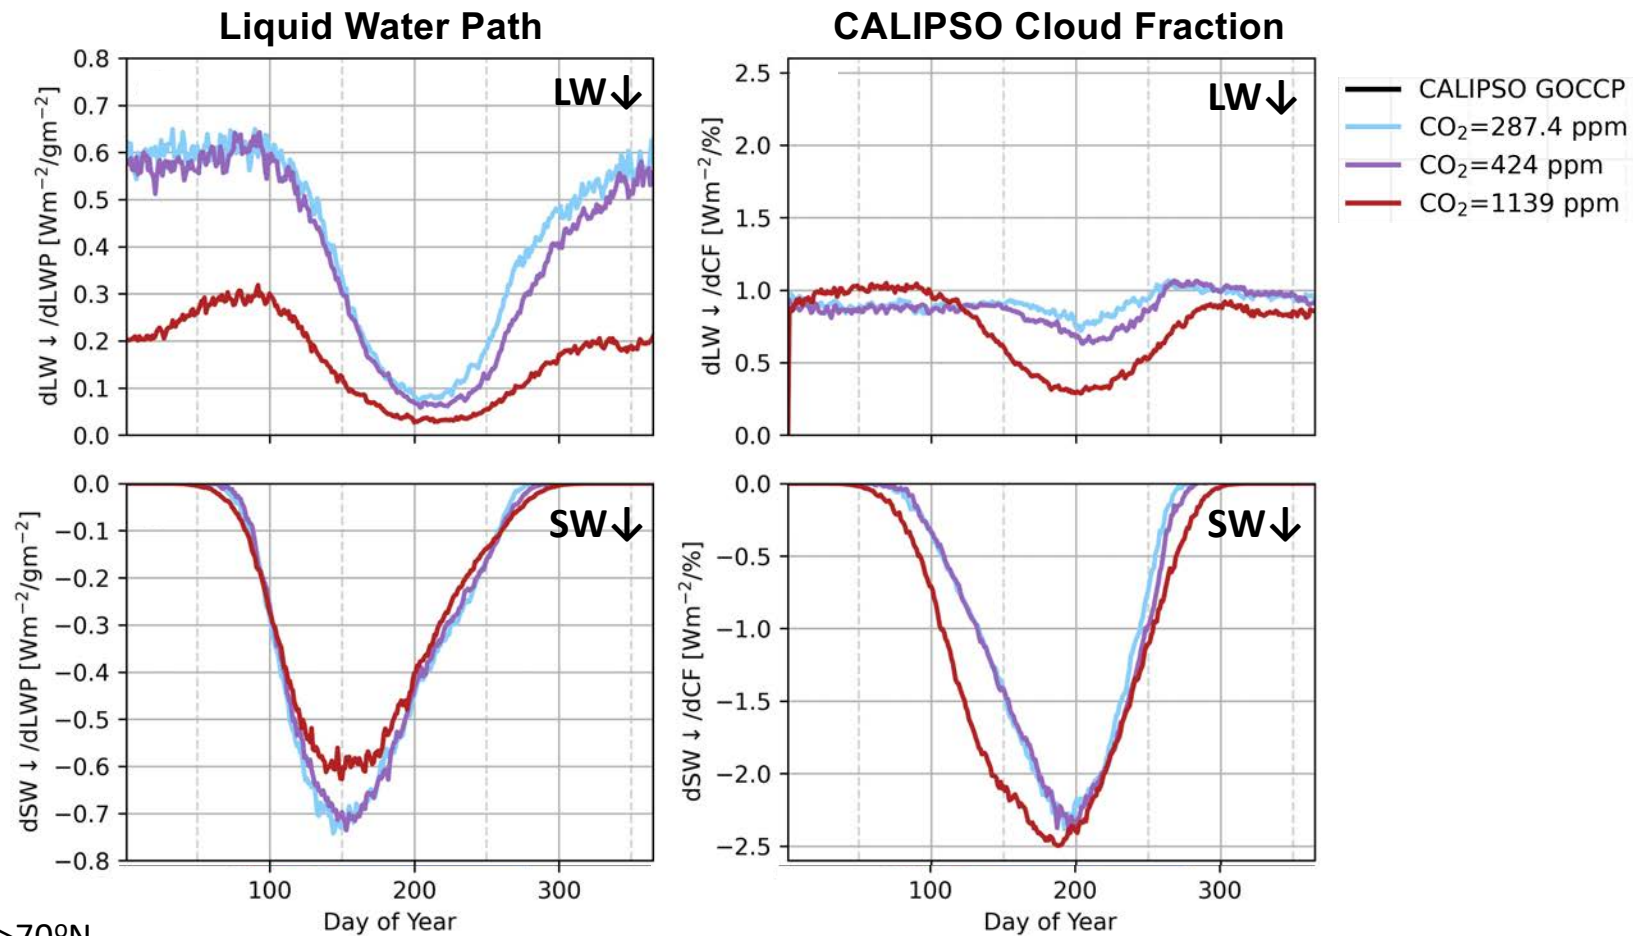 Liquid Water Path
CALIPSO Cloud Fraction
0.8
0.7
0.6
0.5
0.4
0.3
0.2
0.1
0.0
dLW ↓ /dLWP [Wm⁻²/gm⁻²]
LW↓
2.5
2.0
1.5
1.0
0.5
0.0
dLW ↓ /dCF [Wm⁻²/%]
LW↓
CALIPSO GOCCP
CO₂=287.4 ppm
CO₂=424 ppm
CO₂=1139 ppm
0.0
−0.1
−0.2
−0.3
−0.4
−0.5
−0.6
−0.7
−0.8
dSW ↓ /dLWP [Wm⁻²/gm⁻²]
SW↓
100 200 300
Day of Year
0.0
−0.5
−1.0
−1.5
−2.0
−2.5
dSW ↓ /dCF [Wm⁻²/%]
SW↓
100 200 300
Day of Year
>70ºN